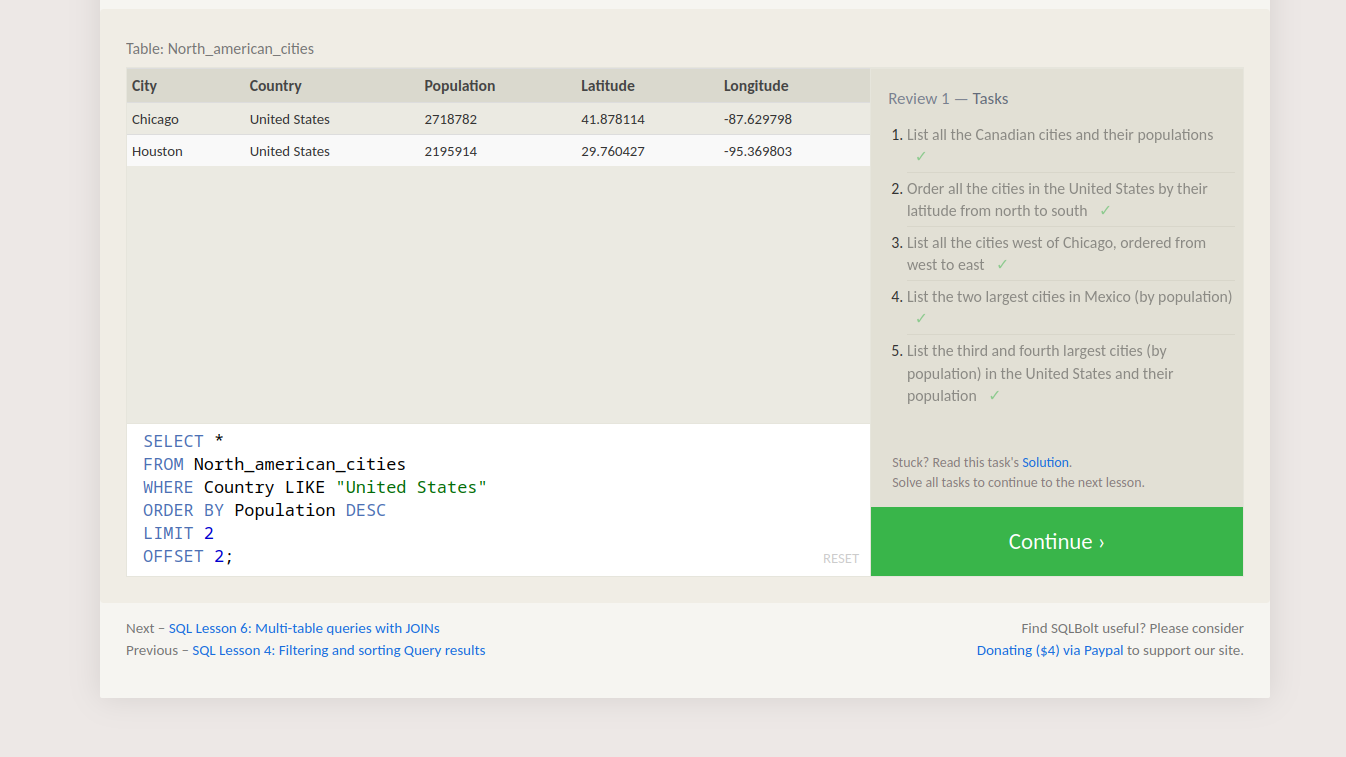 Table: North_american_cities
City Country Population Latitude Longitude
Chicago United States 2718782 41.878114 -87.629798
Houston United States 2195914 29.760427 -95.369803
SELECT *
FROM North_american_cities
WHERE Country LIKE "United States"
ORDER BY Population DESC
LIMIT 2
OFFSET 2;
RESET
Review 1 — Tasks
1. List all the Canadian cities and their populations
✓
2. Order all the cities in the United States by their
latitude from north to south ✓
3. List all the cities west of Chicago, ordered from
west to east ✓
4. List the two largest cities in Mexico (by population)
✓
5. List the third and fourth largest cities (by
population) in the United States and their
population ✓
Stuck? Read this task's Solution.
Solve all tasks to continue to the next lesson.
Continue ›
Next – SQL Lesson 6: Multi-table queries with JOINs
Previous – SQL Lesson 4: Filtering and sorting Query results
Find SQLBolt useful? Please consider
Donating ($4) via Paypal to support our site.